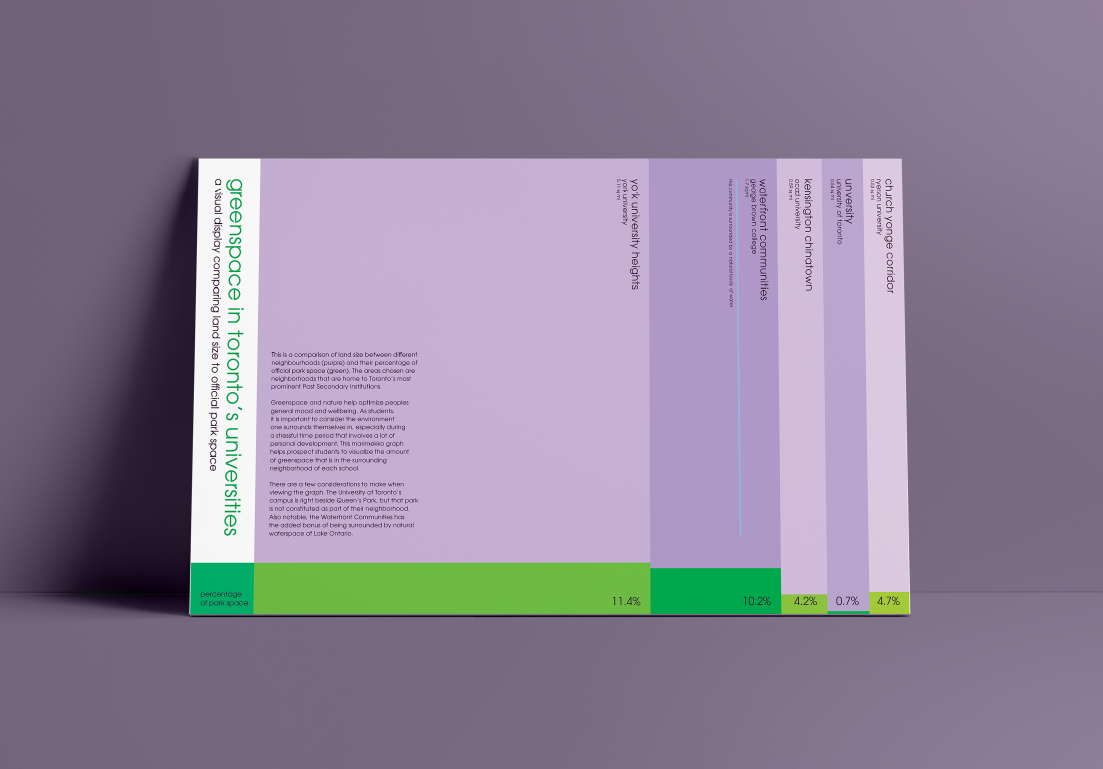 greenspace in toronto's universities
a visual display comparing land size to official park space
This is a comparison of land size between different
neighbourhoods (purple) and their percentage of
official park space (green). The areas chosen are
neighborhoods that are home to Toronto's most
prominent Post Secondary Institutions.
Greenspace and nature help optimize peoples
general mood and wellbeing. As students,
it is important to consider the environment
one surrounds themselves in, especially during
a stressful time period that involves a lot of
personal development. This marimekko graph
helps prospect students to visualize the amount
of greenspace that is in the surrounding
neighborhood of each school.
There are a few considerations to make when
viewing the graph. The University of Toronto's
campus is right beside Queen's Park, but that park
is not constituted as part of their neighborhood.
Also notable, the Waterfront Communities has
the added bonus of being surrounded by natural
waterspace of Lake Ontario.
york university heights
york university
waterfront communities
george brown college
this community is surrounded by a natural body of water
kensington chinatown
ocad university
unversity
university of toronto
church yonge corridor
ryerson university
percentage
of park space
11.4%
10.2%
4.2%
0.7%
4.7%